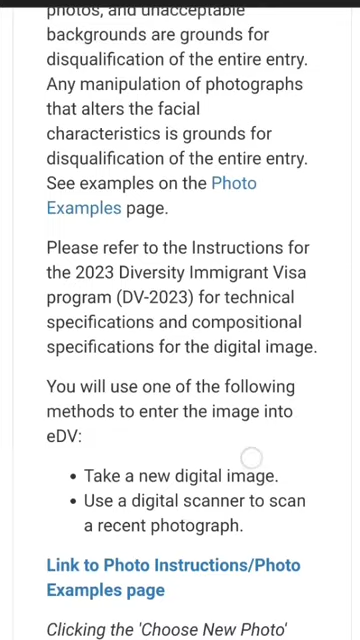 photos, and unacceptable
backgrounds are grounds for
disqualification of the entire entry.
Any manipulation of photographs
that alters the facial
characteristics is grounds for
disqualification of the entire entry.
See examples on the Photo
Examples page.
Please refer to the Instructions for
the 2023 Diversity Immigrant Visa
program (DV-2023) for technical
specifications and compositional
specifications for the digital image.
You will use one of the following
methods to enter the image into
eDV:
• Take a new digital image.
• Use a digital scanner to scan
a recent photograph.
Link to Photo Instructions/Photo
Examples page
Clicking the 'Choose New Photo'